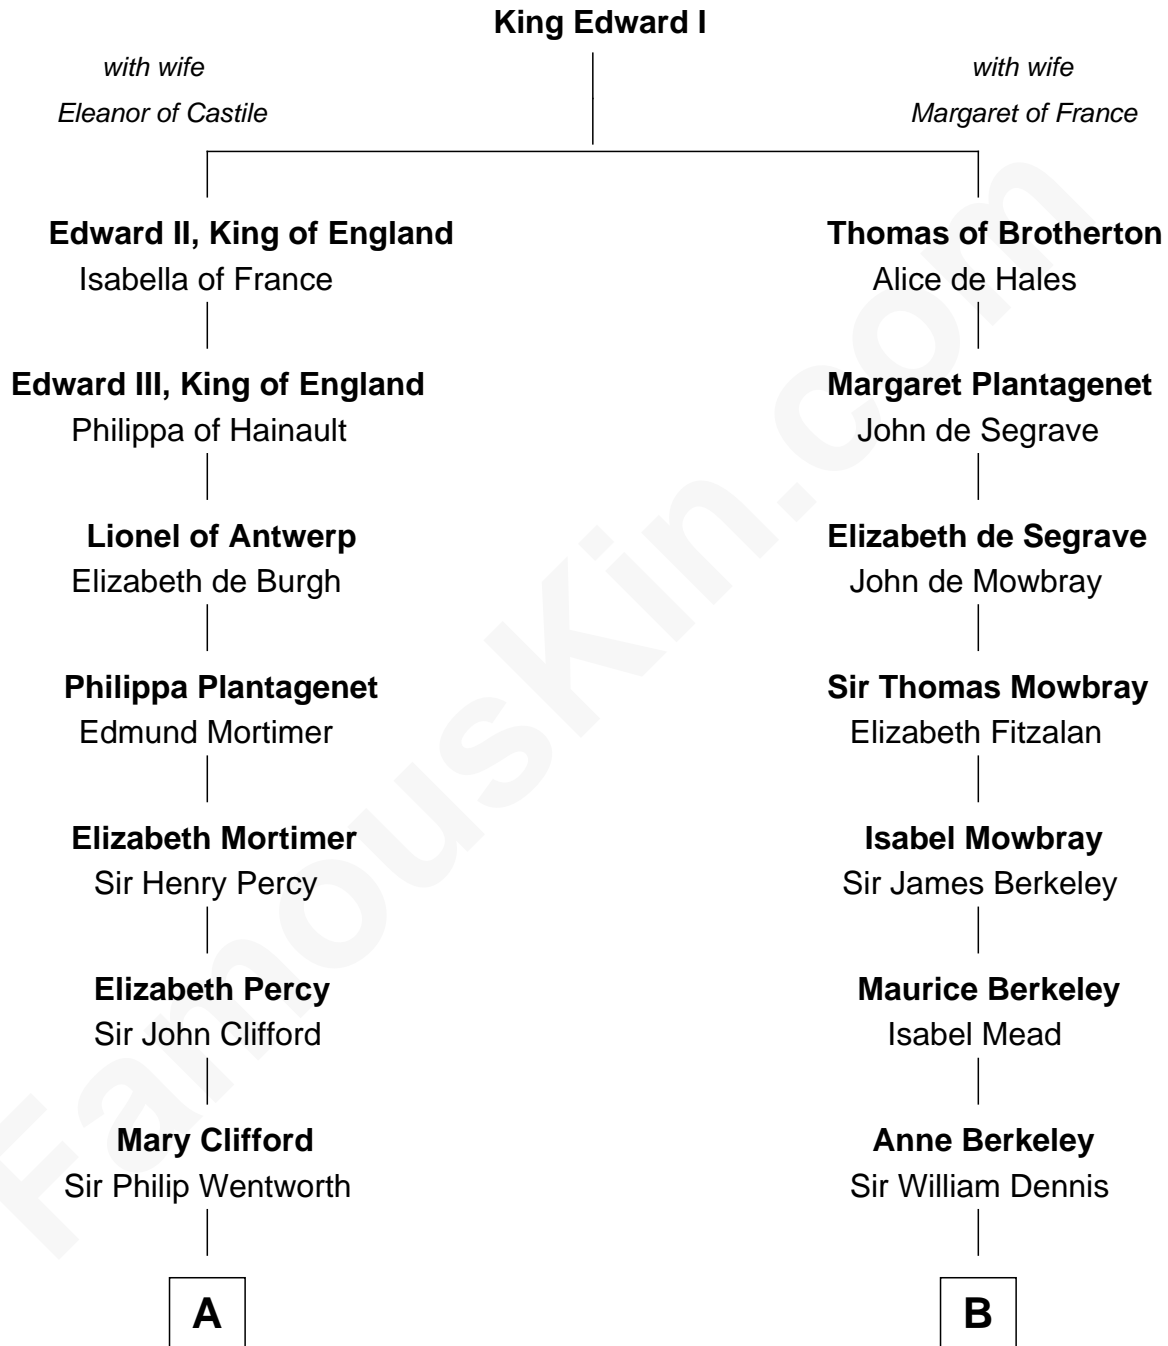 King Edward I
with wife
Eleanor of Castile
with wife
Margaret of France
Edward II, King of England
Isabella of France
Thomas of Brotherton
Alice de Hales
Edward III, King of England
Philippa of Hainault
Margaret Plantagenet
John de Segrave
Lionel of Antwerp
Elizabeth de Burgh
Elizabeth de Segrave
John de Mowbray
Philippa Plantagenet
Edmund Mortimer
Sir Thomas Mowbray
Elizabeth Fitzalan
Elizabeth Mortimer
Sir Henry Percy
Isabel Mowbray
Sir James Berkeley
Elizabeth Percy
Sir John Clifford
Maurice Berkeley
Isabel Mead
Mary Clifford
Sir Philip Wentworth
Anne Berkeley
Sir William Dennis
A
B
FamousKin.com